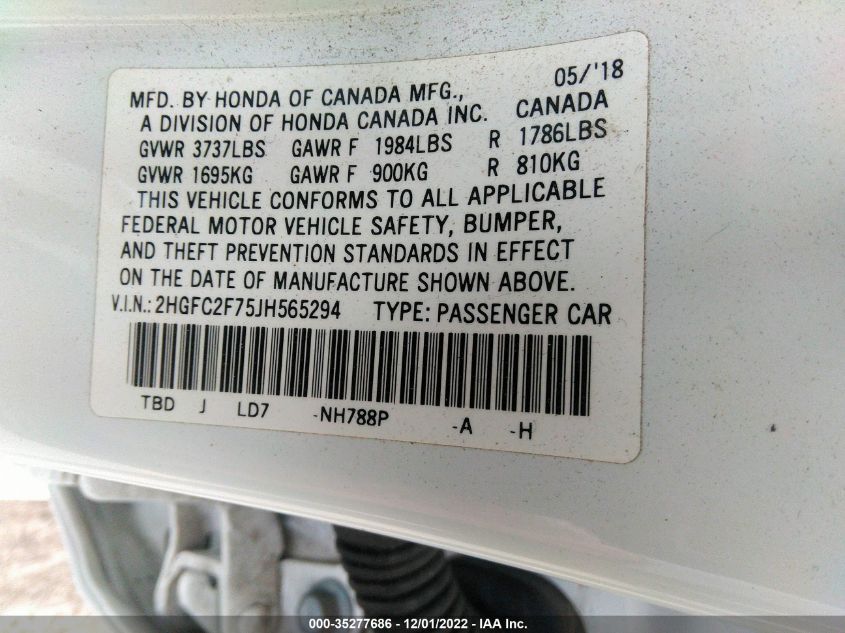 MFD. BY HONDA OF CANADA MFG., 05/'18
A DIVISION OF HONDA CANADA INC. CANADA
GVWR 3737LBS GAWR F 1984LBS R 1786LBS
GVWR 1695KG GAWR F 900KG R 810KG
THIS VEHICLE CONFORMS TO ALL APPLICABLE
FEDERAL MOTOR VEHICLE SAFETY, BUMPER,
AND THEFT PREVENTION STANDARDS IN EFFECT
ON THE DATE OF MANUFACTURE SHOWN ABOVE.
V.I.N.: 2HGFC2F75JH565294 TYPE: PASSENGER CAR
TBD J LD7 -NH788P -A -H
000-35277686 - 12/01/2022 - IAA Inc.